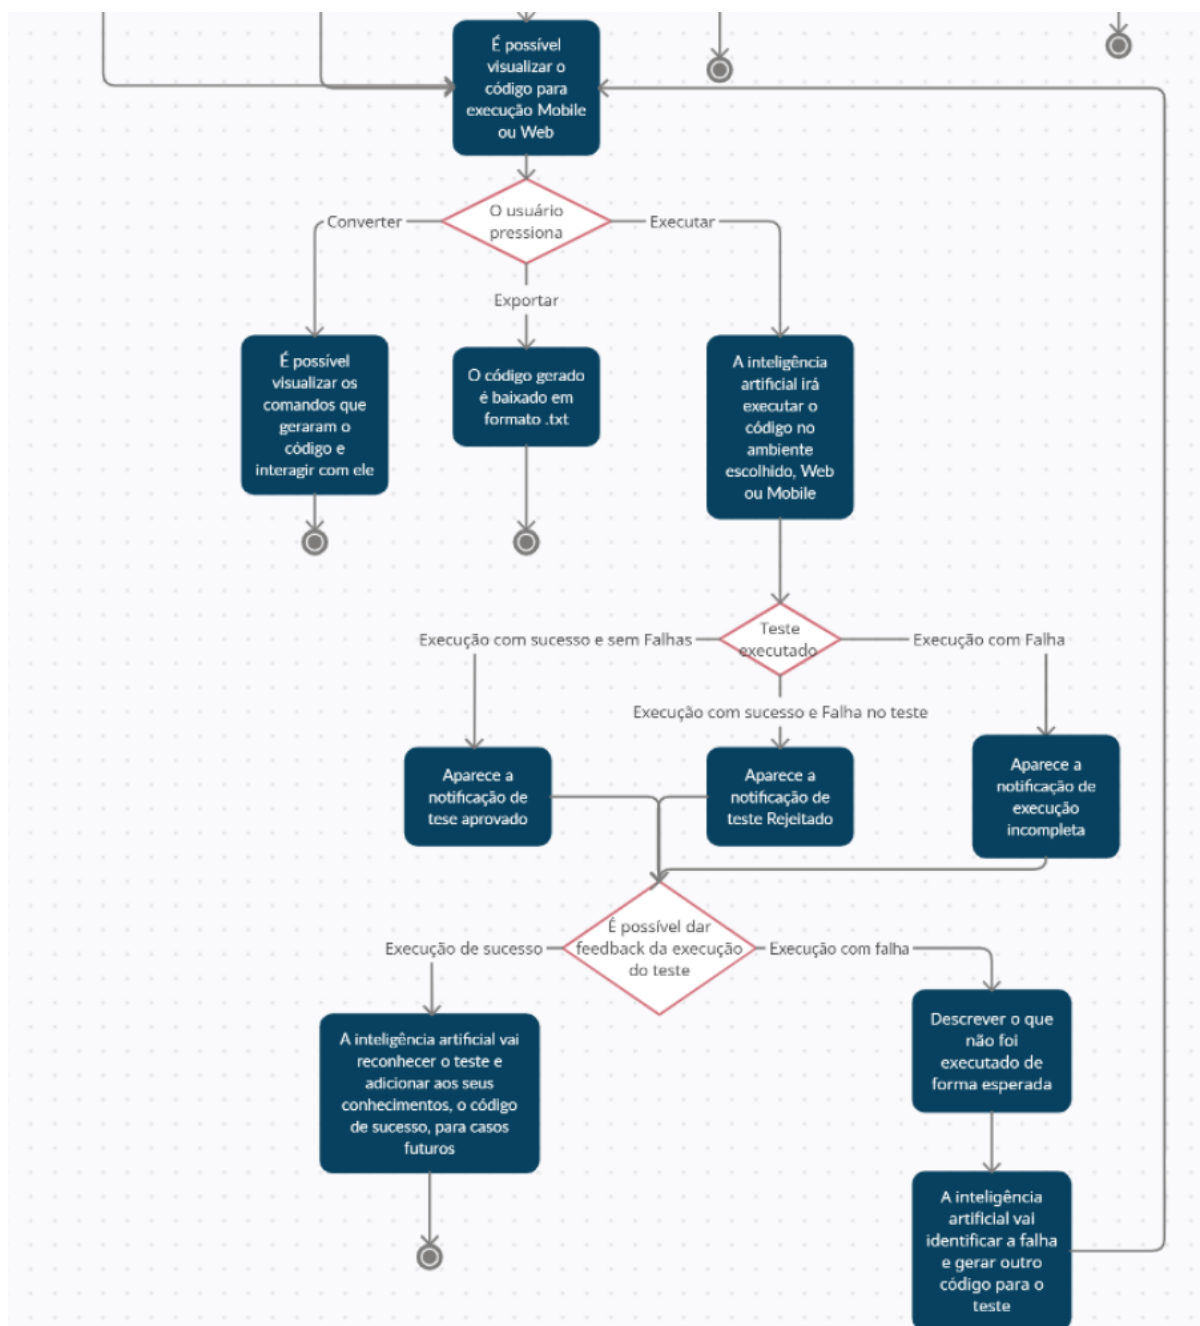 É possível
visualizar o
código para
execução Mobile
ou Web
O usuário
pressiona
Converter
Executar
Exportar
É possível
visualizar os
comandos que
geraram o
código e
interagir com ele
O código gerado
é baixado em
formato .txt
A inteligência
artificial irá
executar o
código no
ambiente
escolhido, Web
ou Mobile
Teste
executado
Execução com sucesso e sem Falhas
Execução com Falha
Execução com sucesso e Falha no teste
Aparece a
notificação de
tese aprovado
Aparece a
notificação de
teste Rejeitado
Aparece a
notificação de
execução
incompleta
É possível dar
feedback da execução
do teste
Execução de sucesso
Execução com falha
A inteligência artificial vai
reconhecer o teste e
adicionar aos seus
conhecimentos, o código
de sucesso, para casos
futuros
Descrever o que
não foi
executado de
forma esperada
A inteligência
artificial vai
identificar a falha
e gerar outro
código para o
teste